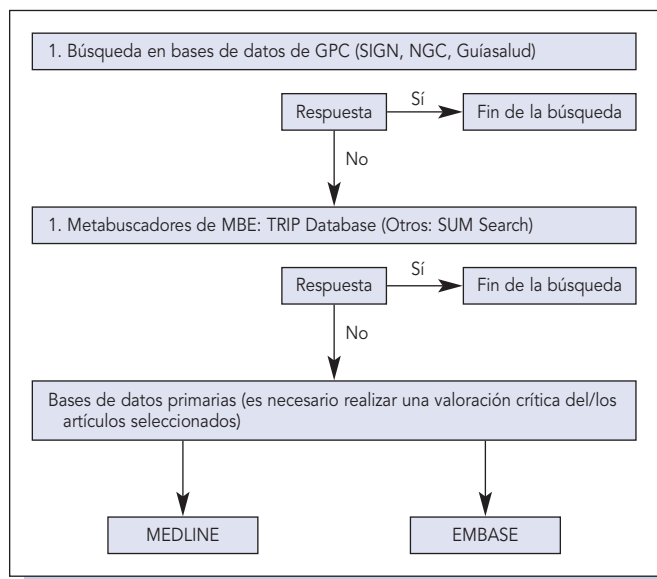 1. Búsqueda en bases de datos de GPC (SIGN, NGC, Guíasalud)
Respuesta
Sí
Fin de la búsqueda
No
1. Metabuscadores de MBE: TRIP Database (Otros: SUM Search)
Respuesta
Sí
Fin de la búsqueda
No
Bases de datos primarias (es necesario realizar una valoración crítica del/los
artículos seleccionados)
MEDLINE
EMBASE